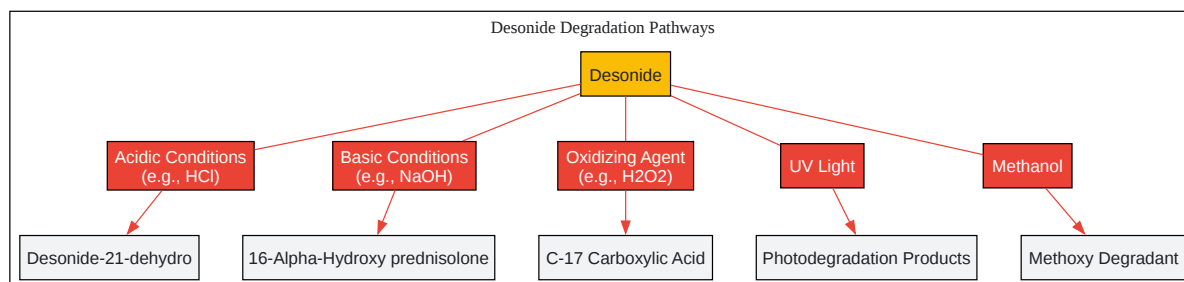 Desonide Degradation Pathways
Desonide
Acidic Conditions
(e.g., HCl)
Basic Conditions
(e.g., NaOH)
Oxidizing Agent
(e.g., H2O2)
UV Light
Methanol
Desonide-21-dehydro
16-Alpha-Hydroxy prednisolone
C-17 Carboxylic Acid
Photodegradation Products
Methoxy Degradant